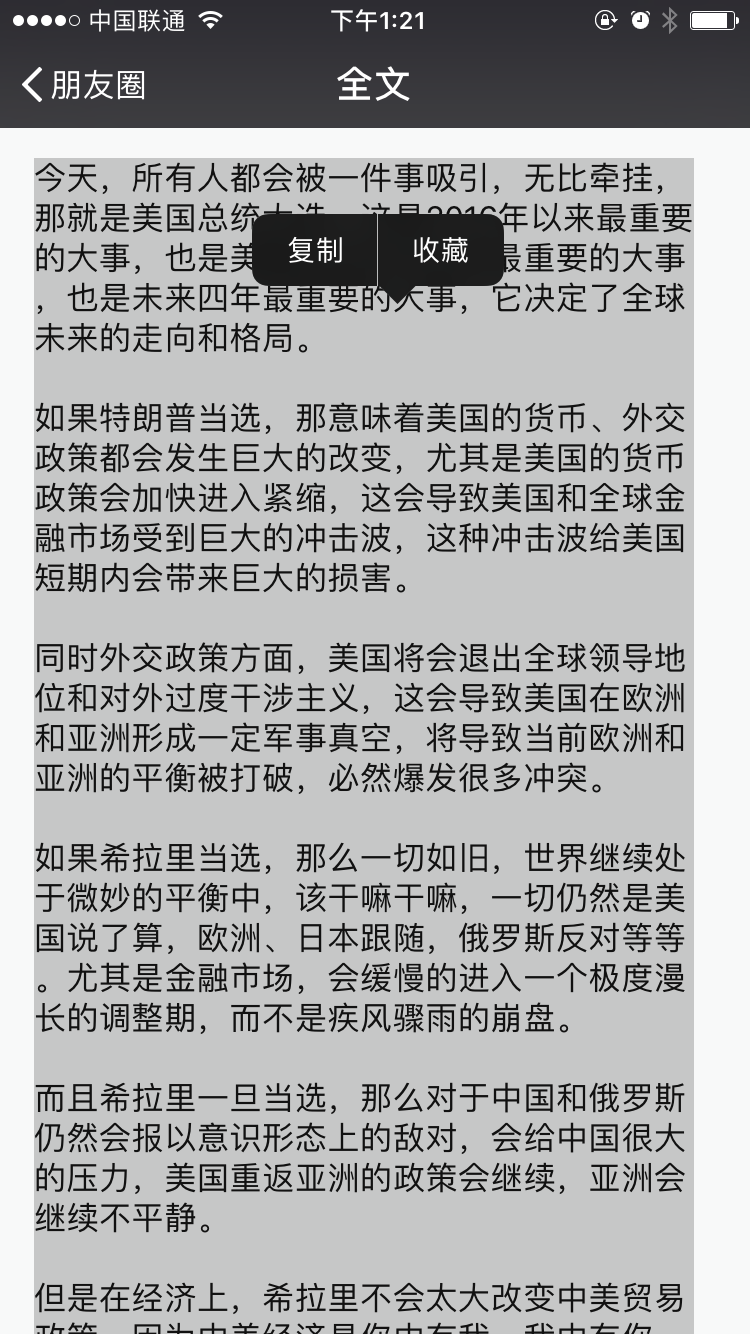 中国联通 下午1:21
朋友圈 全文
今天，所有人都会被一件事吸引，无比牵挂，
那就是美国总统大选，这是2016年以来最重要
的大事，也是美 最重要的大事
复制 收藏
，也是未来四年最重要的大事，它决定了全球
未来的走向和格局。
如果特朗普当选，那意味着美国的货币、外交
政策都会发生巨大的改变，尤其是美国的货币
政策会加快进入紧缩，这会导致美国和全球金
融市场受到巨大的冲击波，这种冲击波给美国
短期内会带来巨大的损害。
同时外交政策方面，美国将会退出全球领导地
位和对外过度干涉主义，这会导致美国在欧洲
和亚洲形成一定军事真空，将导致当前欧洲和
亚洲的平衡被打破，必然爆发很多冲突。
如果希拉里当选，那么一切如旧，世界继续处
于微妙的平衡中，该干嘛干嘛，一切仍然是美
国说了算，欧洲、日本跟随，俄罗斯反对等等
。尤其是金融市场，会缓慢的进入一个极度漫
长的调整期，而不是疾风骤雨的崩盘。
而且希拉里一旦当选，那么对于中国和俄罗斯
仍然会报以意识形态上的敌对，会给中国很大
的压力，美国重返亚洲的政策会继续，亚洲会
继续不平静。
但是在经济上，希拉里不会太大改变中美贸易
政策，因为中美经济是你中有我，我中有你，